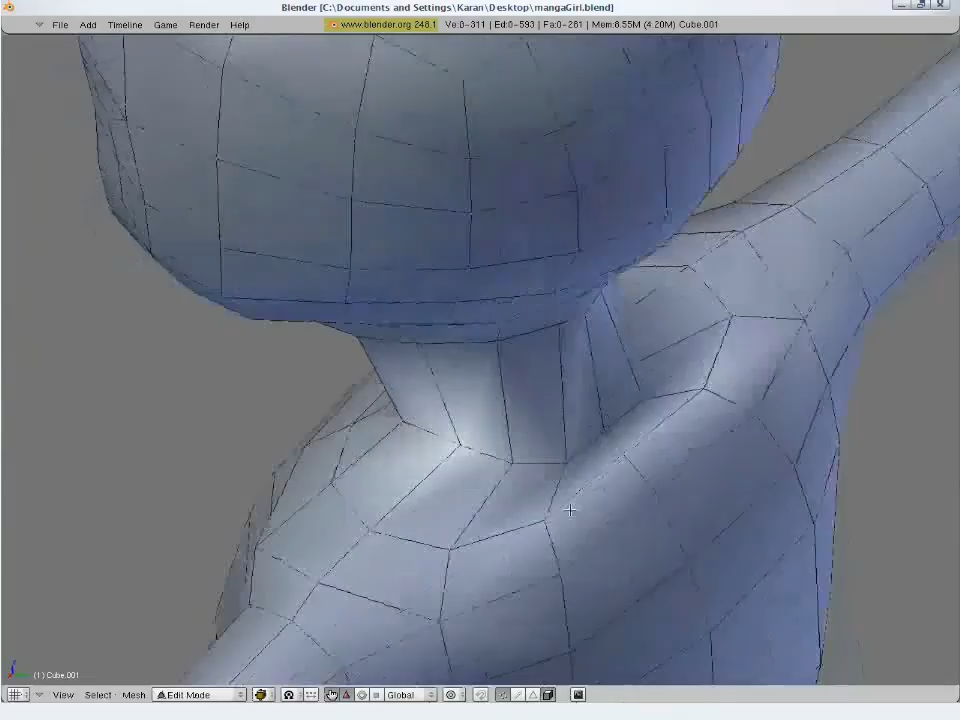 Blender [C:\Documents and Settings\Karan\Desktop\mangaGirl.blend]
File Add Timeline Game Render Help www.blender.org 248.1 Ve:0-311 | Ed:0-593 | Fa:0-281 | Mem:8.55M (4.20M) Cube.001
(1) Cube.001
View Select Mesh Edit Mode Global